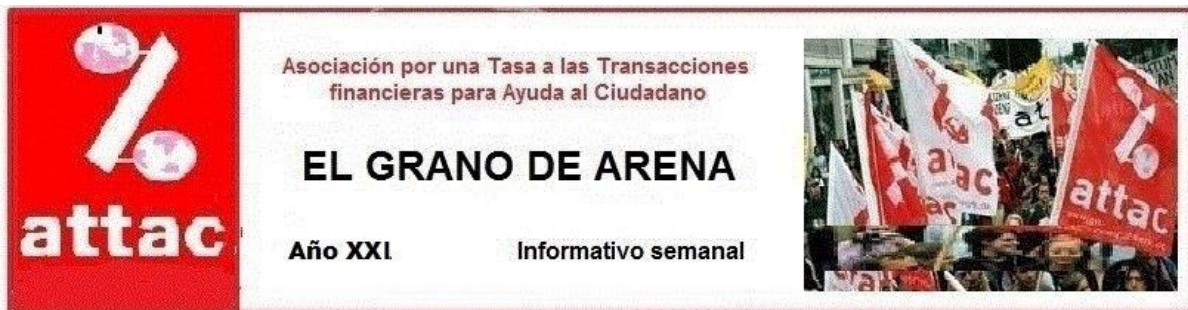 %
attac
Asociación por una Tasa a las Transacciones
financieras para Ayuda al Ciudadano
EL GRANO DE ARENA
Año XXI
Informativo semanal
attac
attac